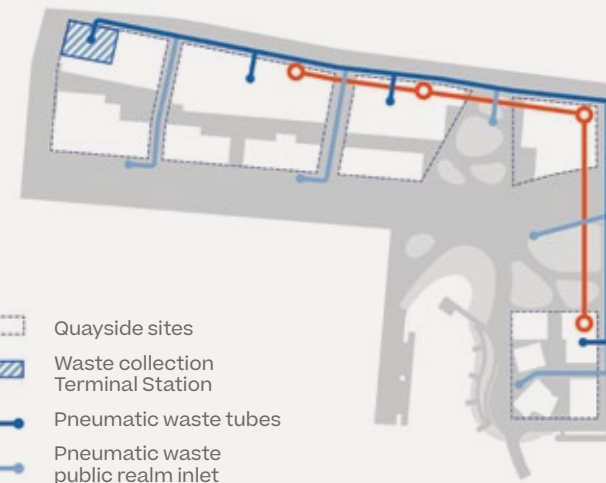 Quayside sites
Waste collection
Terminal Station
Pneumatic waste tubes
Pneumatic waste
public realm inlet